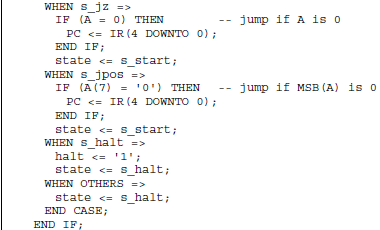 WHEN s_jz =>
IF (A = 0) THEN -- jump if A is 0
PC <= IR(4 DOWNTO 0);
END IF;
state <= s_start;
WHEN s_jpos =>
IF (A(7) = '0') THEN -- jump if MSB(A) is 0
PC <= IR(4 DOWNTO 0);
END IF;
state <= s_start;
WHEN s_halt =>
halt <= '1';
state <= s_halt;
WHEN OTHERS =>
state <= s_halt;
END CASE;
END IF;